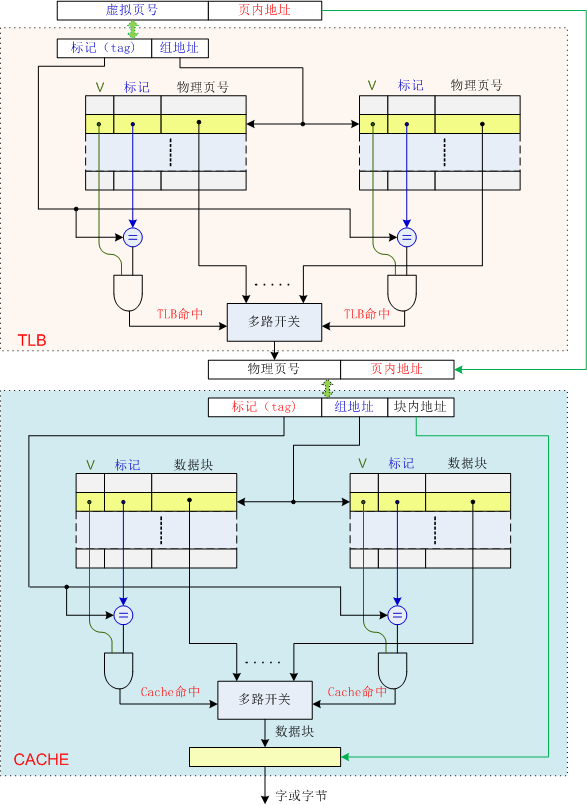 虚拟页号 页内地址
标记（tag） 组地址
V 标记 物理页号 V 标记 物理页号
= =
TLB命中 多路开关 TLB命中
TLB
物理页号 页内地址
标记（tag） 组地址 块内地址
V 标记 数据块 V 标记 数据块
= =
Cache命中 多路开关 Cache命中
数据块
CACHE
字或字节